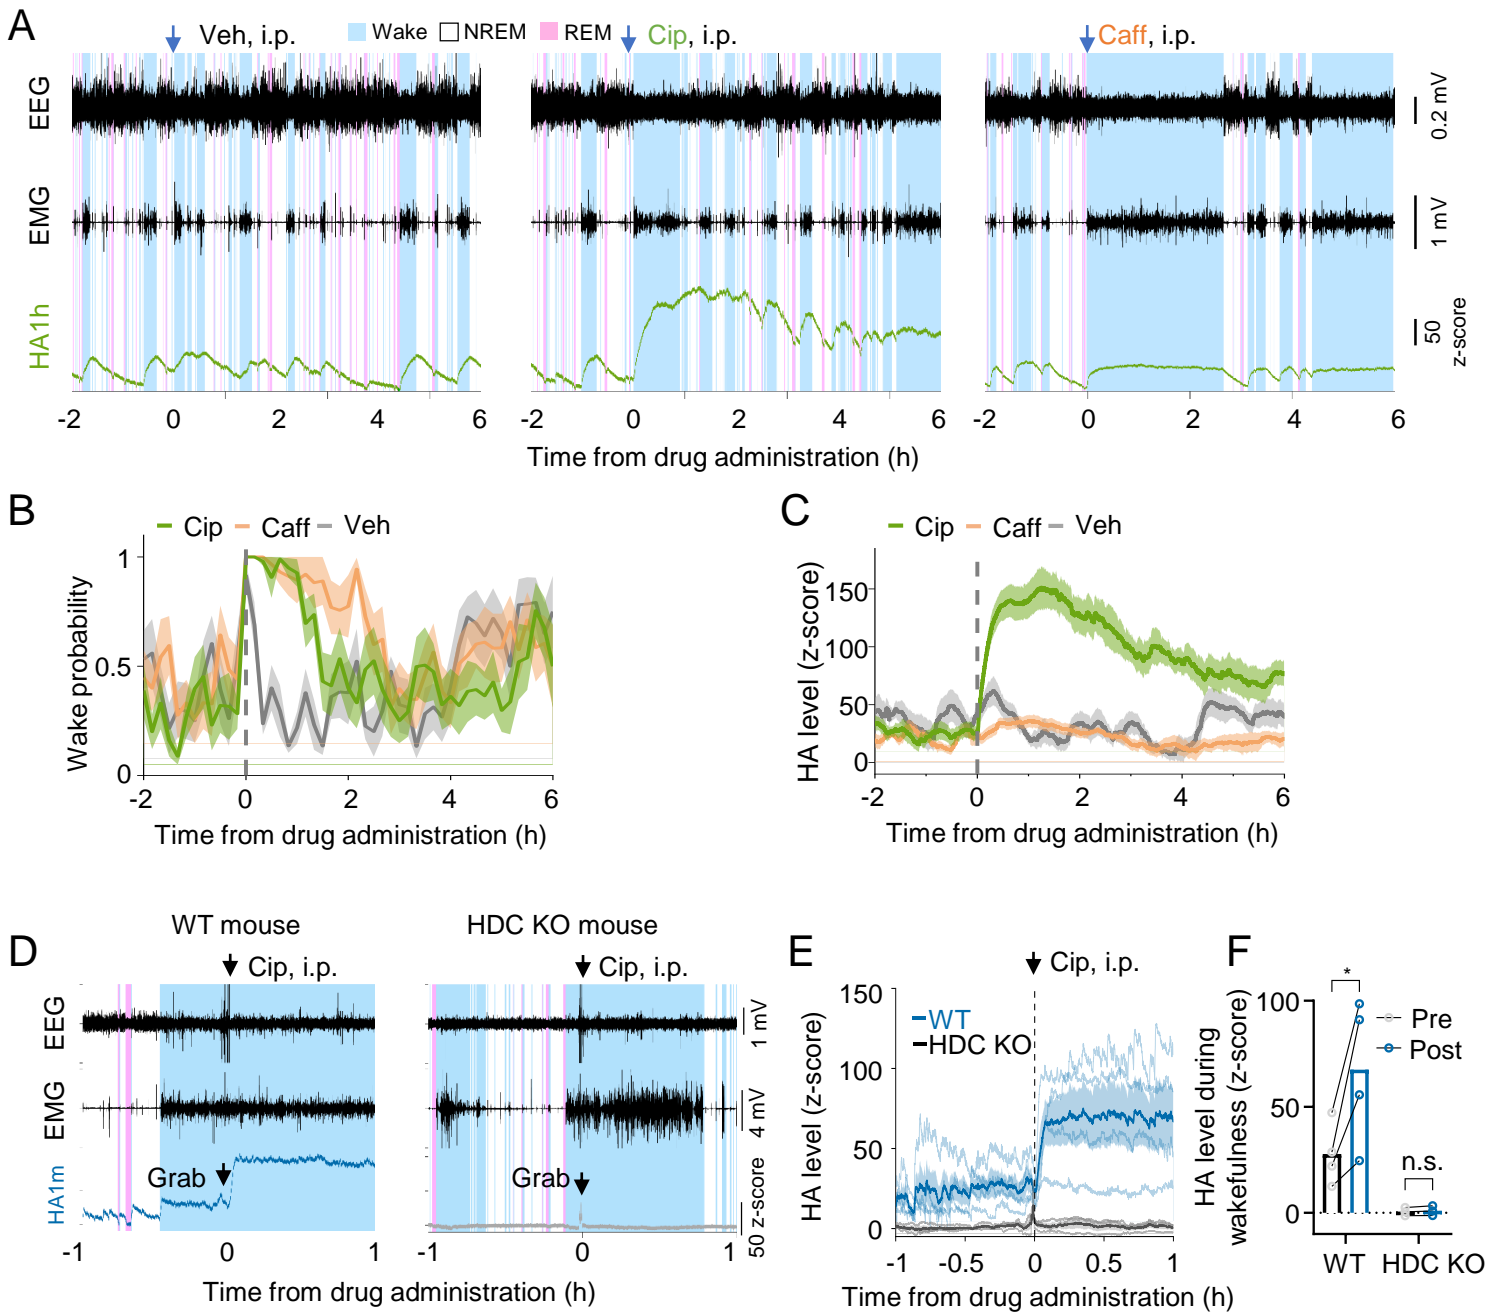 A
Veh, i.p.
Wake
NREM
REM
Cip, i.p.
Caff, i.p.
EEG
0.2 mV
EMG
1 mV
HA1h
50
z-score
-2 0 2 4 6
-2 0 2 4 6
-2 0 2 4 6
Time from drug administration (h)
B
Cip Caff Veh
Wake probability
1
0.5
0
-2 0 2 4 6
Time from drug administration (h)
C
Cip Caff Veh
HA level (z-score)
150
100
50
0
-2 0 2 4 6
Time from drug administration (h)
D
WT mouse
HDC KO mouse
Cip, i.p.
Cip, i.p.
EEG
1 mV
EMG
4 mV
HA1m
Grab
Grab
50 z-score
-1 0 1
-1 0 1
Time from drug administration (h)
E
Cip, i.p.
WT
HDC KO
HA level (z-score)
150
100
50
0
-1 -0.5 0 0.5 1
Time from drug administration (h)
F
HA level during
wakefulness (z-score)
100
50
0
*
n.s.
Pre
Post
WT HDC KO